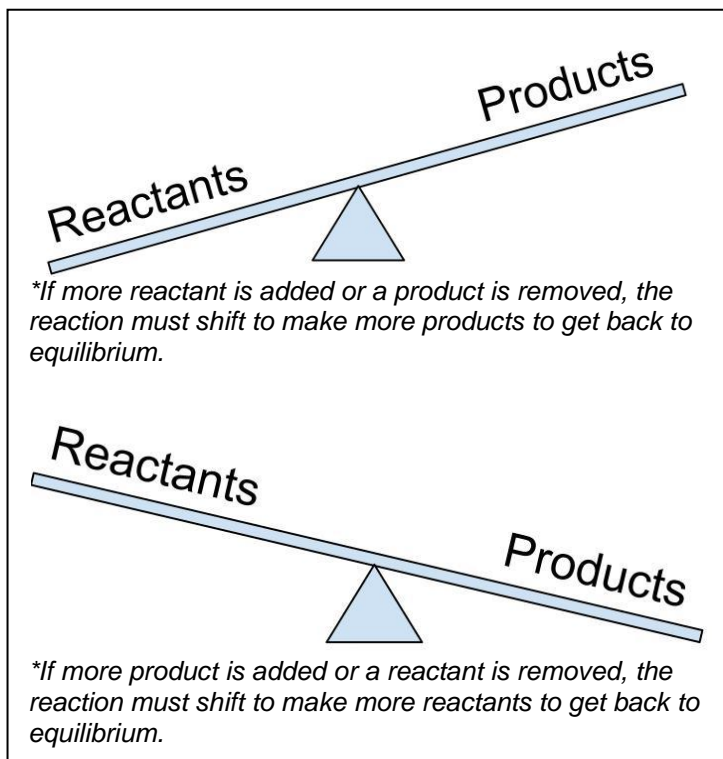 Products
Reactants
*If more reactant is added or a product is removed, the
reaction must shift to make more products to get back to
equilibrium.
Reactants
Products
*If more product is added or a reactant is removed, the
reaction must shift to make more reactants to get back to
equilibrium.